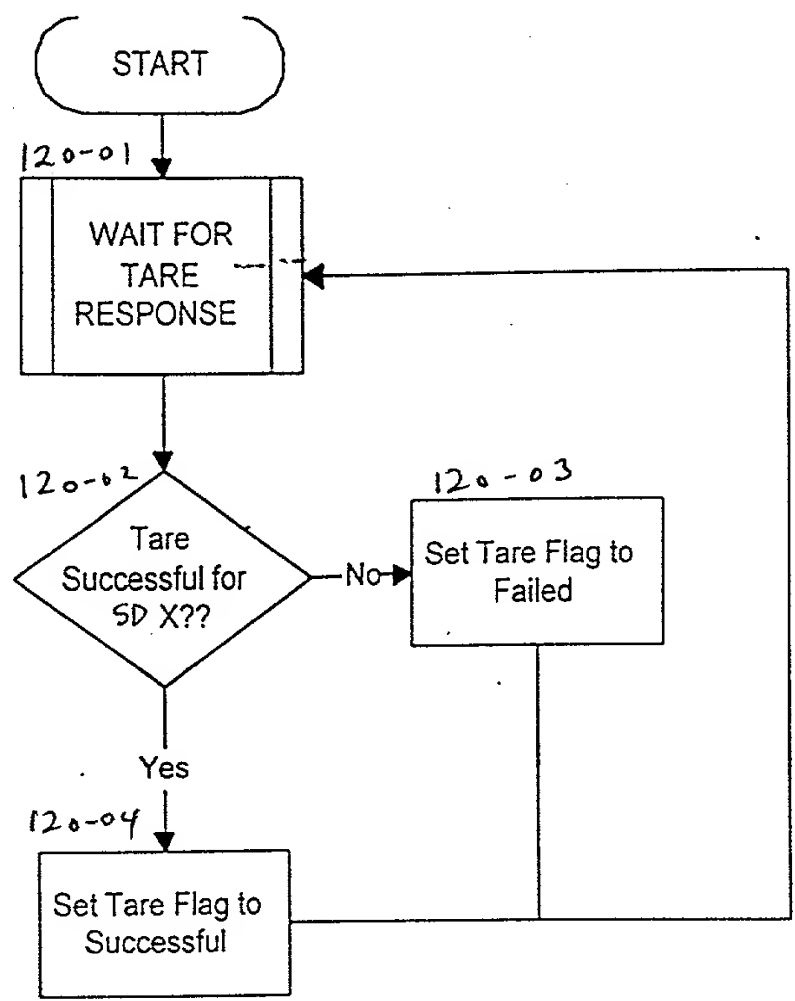 START
120-01
WAIT FOR
TARE
RESPONSE
120-02
Tare
Successful for
SD X??
No
120-03
Set Tare Flag to
Failed
Yes
120-04
Set Tare Flag to
Successful